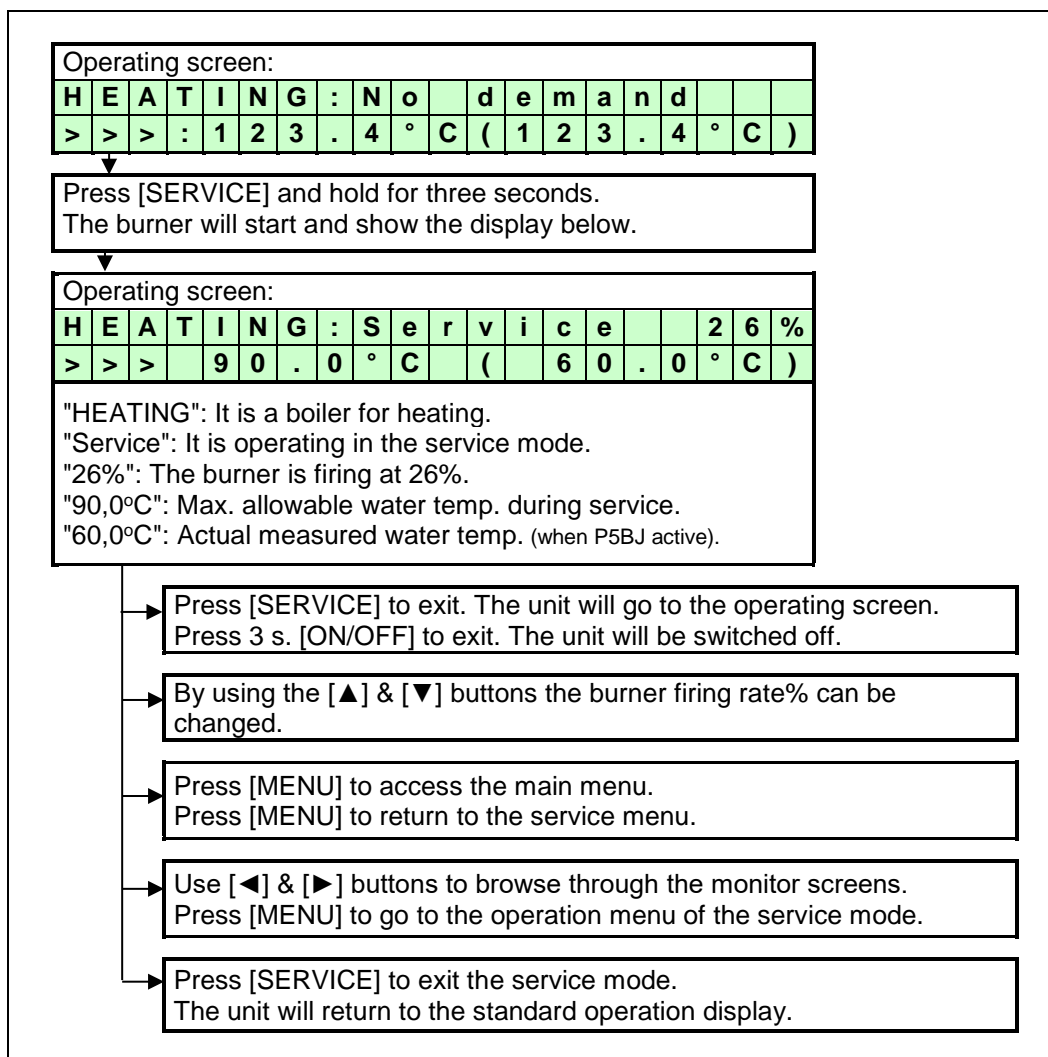 Operating screen:
HEATING:No demand
>>>:123.4°C(123.4°C)
Press [SERVICE] and hold for three seconds.
The burner will start and show the display below.
Operating screen:
HEATING:Service  26%
>>> 90.0°C ( 60.0°C)
"HEATING": It is a boiler for heating.
"Service": It is operating in the service mode.
"26%": The burner is firing at 26%.
"90,0ºC": Max. allowable water temp. during service.
"60,0ºC": Actual measured water temp. (when P5BJ active).
Press [SERVICE] to exit. The unit will go to the operating screen.
Press 3 s. [ON/OFF] to exit. The unit will be switched off.
By using the [▲] & [▼] buttons the burner firing rate% can be
changed.
Press [MENU] to access the main menu.
Press [MENU] to return to the service menu.
Use [◄] & [►] buttons to browse through the monitor screens.
Press [MENU] to go to the operation menu of the service mode.
Press [SERVICE] to exit the service mode.
The unit will return to the standard operation display.